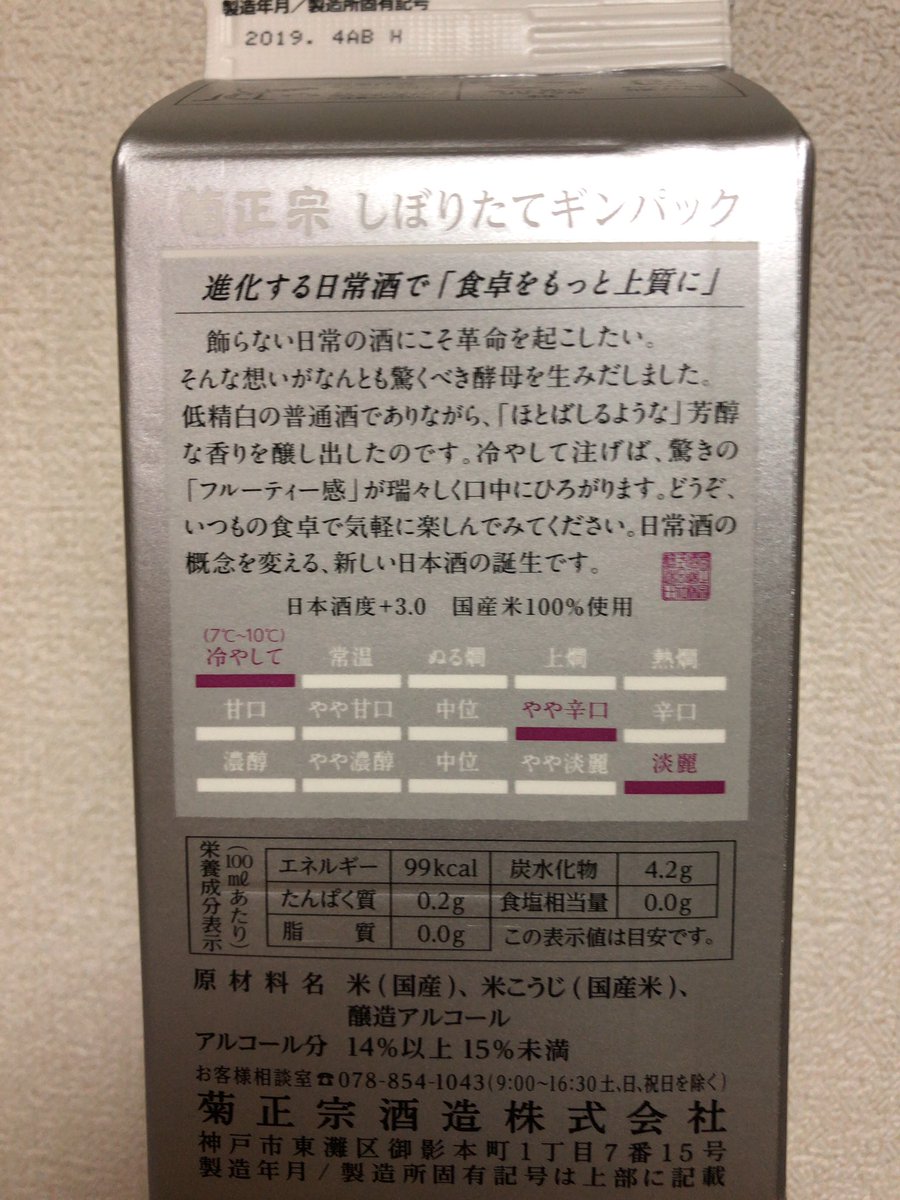 製造年月/製造所固有記号
2019. 4AB H
菊正宗 しぼりたてギンパック
進化する日常酒で「食卓をもっと上質に」
飾らない日常の酒にこそ革命を起こしたい。
そんな想いがなんとも驚くべき酵母を生みだしました。
低精白の普通酒でありながら、「ほとばしるような」芳醇
な香りを醸し出したのです。冷やして注げば、驚きの
「フルーティー感」が瑞々しく口中にひろがります。どうぞ、
いつもの食卓で気軽に楽しんでみてください。日常酒の
概念を変える、新しい日本酒の誕生です。
日本酒度+3.0 国産米100%使用
(7℃~10℃)
冷やして 常温 ぬる燗 上燗 熱燗
甘口 やや甘口 中位 やや辛口 辛口
濃醇 やや濃醇 中位 やや淡麗 淡麗
栄養成分表示
(100mlあたり)
エネルギー 99kcal 炭水化物 4.2g
たんぱく質 0.2g 食塩相当量 0.0g
脂質 0.0g この表示値は目安です。
原材料名 米(国産)、米こうじ(国産米)、
醸造アルコール
アルコール分 14%以上15%未満
お客様相談室☎078-854-1043(9:00~16:30土、日、祝日を除く)
菊正宗酒造株式会社
神戸市東灘区御影本町1丁目7番15号
製造年月/製造所固有記号は上部に記載